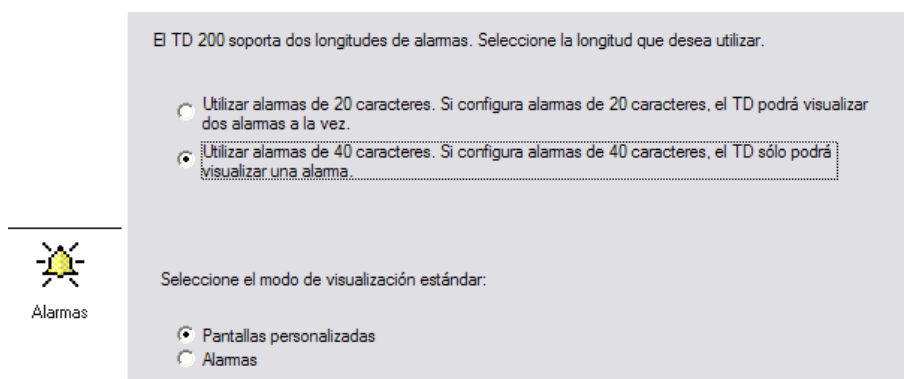 El TD 200 soporta dos longitudes de alarmas. Seleccione la longitud que desea utilizar.
Utilizar alarmas de 20 caracteres. Si configura alarmas de 20 caracteres, el TD podrá visualizar
dos alarmas a la vez.
Utilizar alarmas de 40 caracteres. Si configura alarmas de 40 caracteres, el TD sólo podrá
visualizar una alarma.
Alarmas
Seleccione el modo de visualización estándar:
Pantallas personalizadas
Alarmas